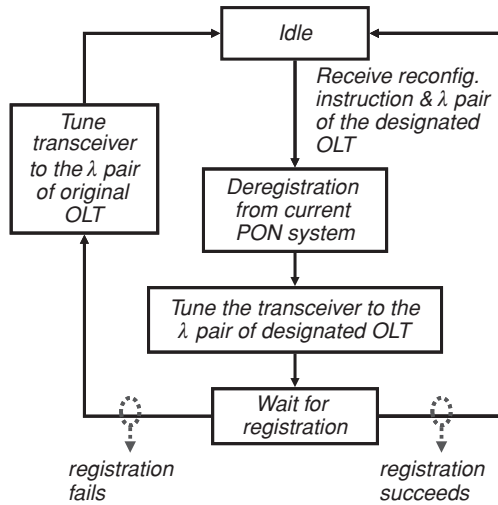 Idle
Receive reconfig.
instruction & λ pair
of the designated
OLT
Tune
transceiver
to the λ pair
of original
OLT
Deregistration
from current
PON system
Tune the transceiver to the
λ pair of designated OLT
Wait for
registration
registration
fails
registration
succeeds